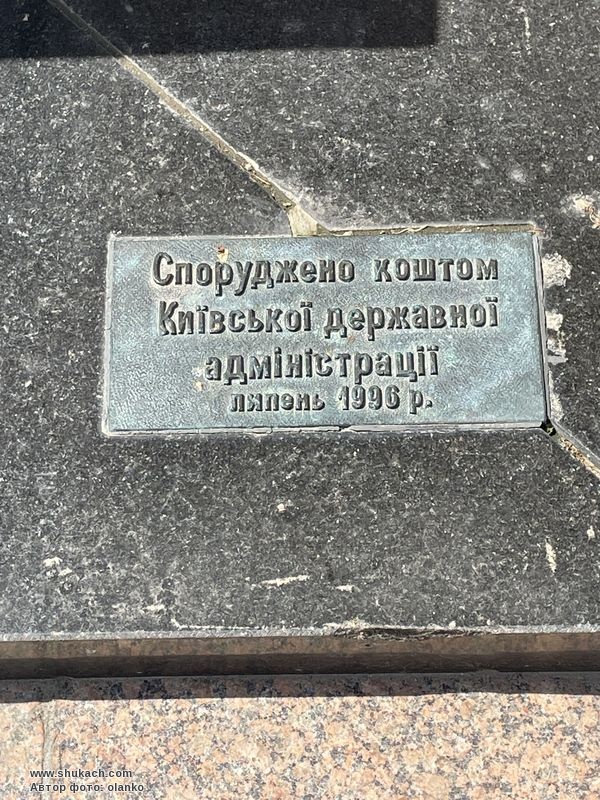 Споруджено коштом
Київської державної
адміністрації
липень 1996 р.
www.shukach.com
Автор фото: olanko